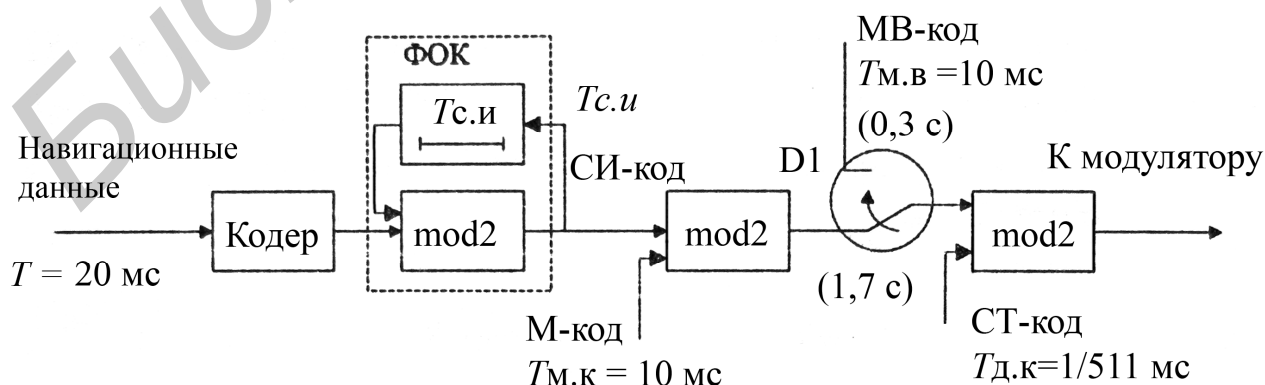 МВ-код
Tм.в =10 мс
(0,3 с)
ФОК
Tс.и
Tс.и
СИ-код
D1
К модулятору
Навигационные
данные
Кодер
mod2
mod2
mod2
T = 20 мс
(1,7 с)
М-код
Tм.к = 10 мс
СТ-код
Tд.к=1/511 мс